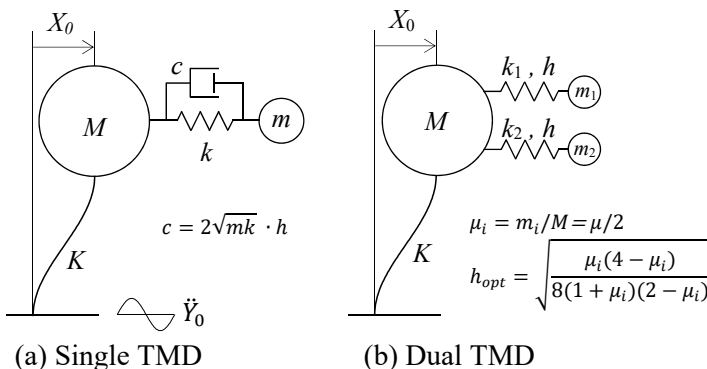 X₀
c
M
m
k
c = 2√mk · h
K
Ÿ₀
(a) Single TMD
X₀
k₁ , h
m₁
M
k₂ , h
m₂
μᵢ = mᵢ/M = μ/2
K
h_opt = √(μᵢ(4 − μᵢ) / 8(1 + μᵢ)(2 − μᵢ))
(b) Dual TMD